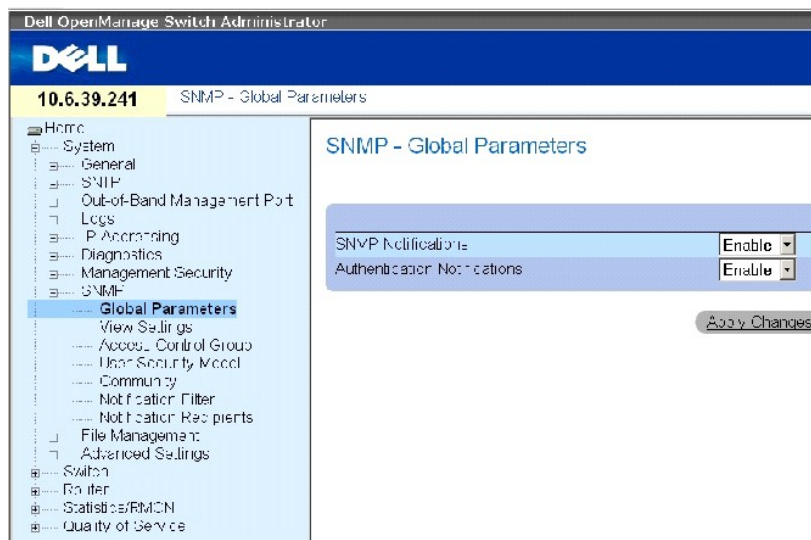 Dell OpenManage Switch Administrator
DELL
10.6.39.241
SNMP - Global Parameters
Home
System
General
SNTP
Out-of-Band Management Port
Logs
IP Addressing
Diagnostics
Management Security
SNMP
Global Parameters
View Settings
Access Control Group
User Security Model
Community
Notification Filter
Notification Recipients
File Management
Advanced Settings
Switch
Router
Statistics/RMON
Quality of Service
SNMP - Global Parameters
SNMP Notifications
Enable
Authentication Notifications
Enable
Apply Changes